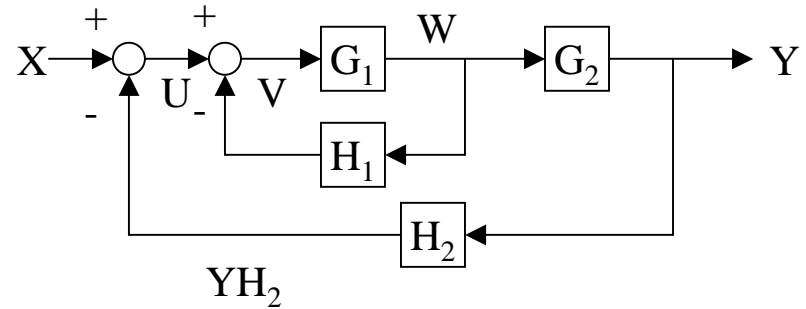 + +
X U V G₁ W G₂ Y
- -
H₁
H₂
YH₂